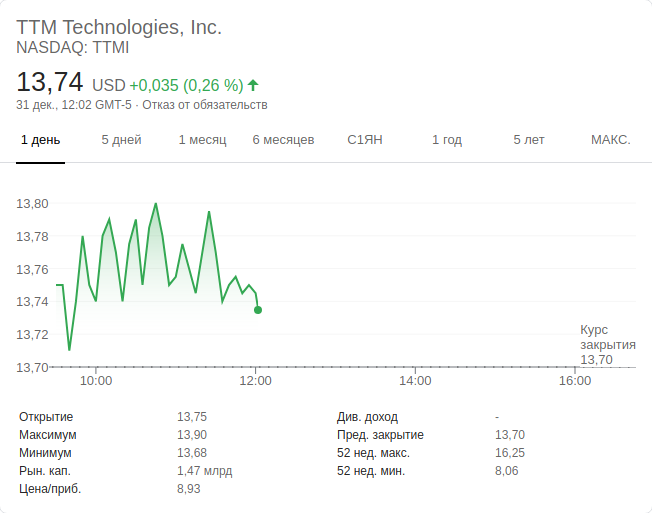 TTM Technologies, Inc.
NASDAQ: TTMI
13,74 USD +0,035 (0,26 %)
31 дек., 12:02 GMT-5 · Отказ от обязательств
1 день 5 дней 1 месяц 6 месяцев С1ЯН 1 год 5 лет МАКС.
13,80
13,78
13,76
13,74
13,72
13,70
Курс
закрытия
13,70
10:00 12:00 14:00 16:00
Открытие 13,75 Див. доход -
Максимум 13,90 Пред. закрытие 13,70
Минимум 13,68 52 нед. макс. 16,25
Рын. кап. 1,47 млрд 52 нед. мин. 8,06
Цена/приб. 8,93